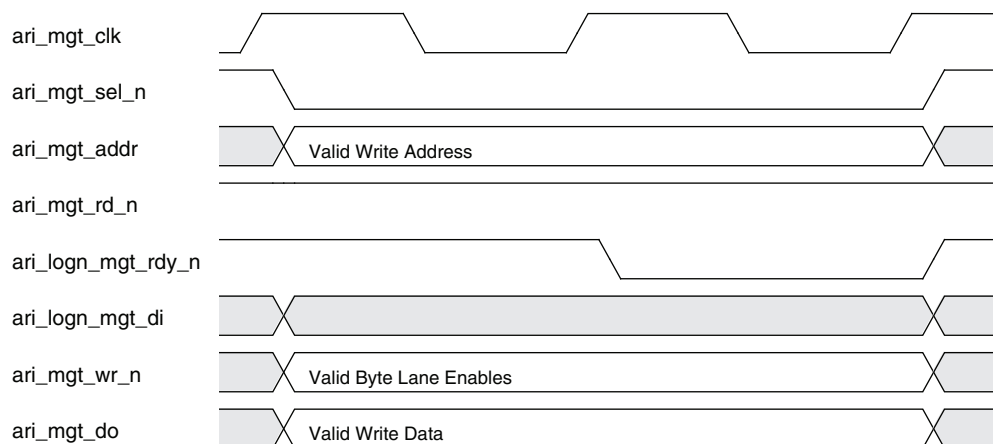 ari_mgt_clk
ari_mgt_sel_n
ari_mgt_addr Valid Write Address
ari_mgt_rd_n
ari_logn_mgt_rdy_n
ari_logn_mgt_di
ari_mgt_wr_n Valid Byte Lane Enables
ari_mgt_do Valid Write Data